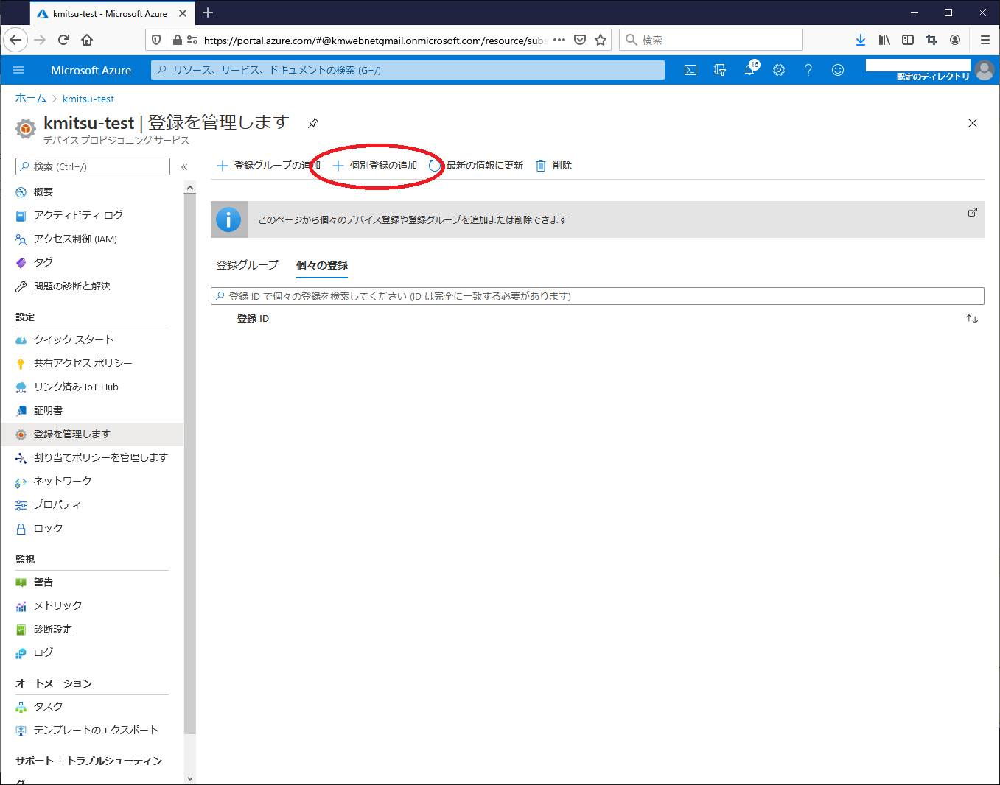 kmitsu-test - Microsoft Azure
https://portal.azure.com/#@kmwebnetgmail.onmicrosoft.com/resource/subs
検索
Microsoft Azure
リソース、サービス、ドキュメントの検索 (G+/)
16
既定のディレクトリ
ホーム > kmitsu-test
kmitsu-test | 登録を管理します
デバイス プロビジョニング サービス
検索 (Ctrl+/)
«
概要
アクティビティ ログ
アクセス制御 (IAM)
タグ
問題の診断と解決
設定
クイック スタート
共有アクセス ポリシー
リンク済み IoT Hub
証明書
登録を管理します
割り当てポリシーを管理します
ネットワーク
プロパティ
ロック
監視
警告
メトリック
診断設定
ログ
オートメーション
タスク
テンプレートのエクスポート
サポート + トラブルシューティン
グ
登録グループの追加
個別登録の追加
最新の情報に更新
削除
このページから個々のデバイス登録や登録グループを追加または削除できます
登録グループ
個々の登録
登録 ID で個々の登録を検索してください (ID は完全に一致する必要があります)
登録 ID